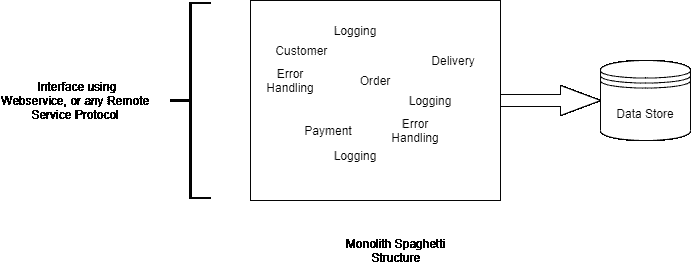 Interface using
Webservice, or any Remote
Service Protocol
Logging
Customer
Delivery
Error
Handling
Order
Logging
Payment
Error
Handling
Logging
Data Store
Monolith Spaghetti
Structure